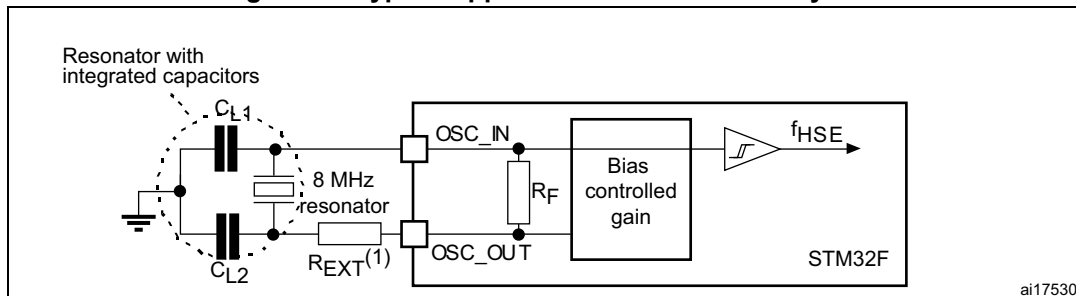 Resonator with
integrated capacitors
CL1
OSC_IN
fHSE
8 MHz
resonator
RF
Bias
controlled
gain
REXT(1)
OSC_OUT
STM32F
CL2
ai17530